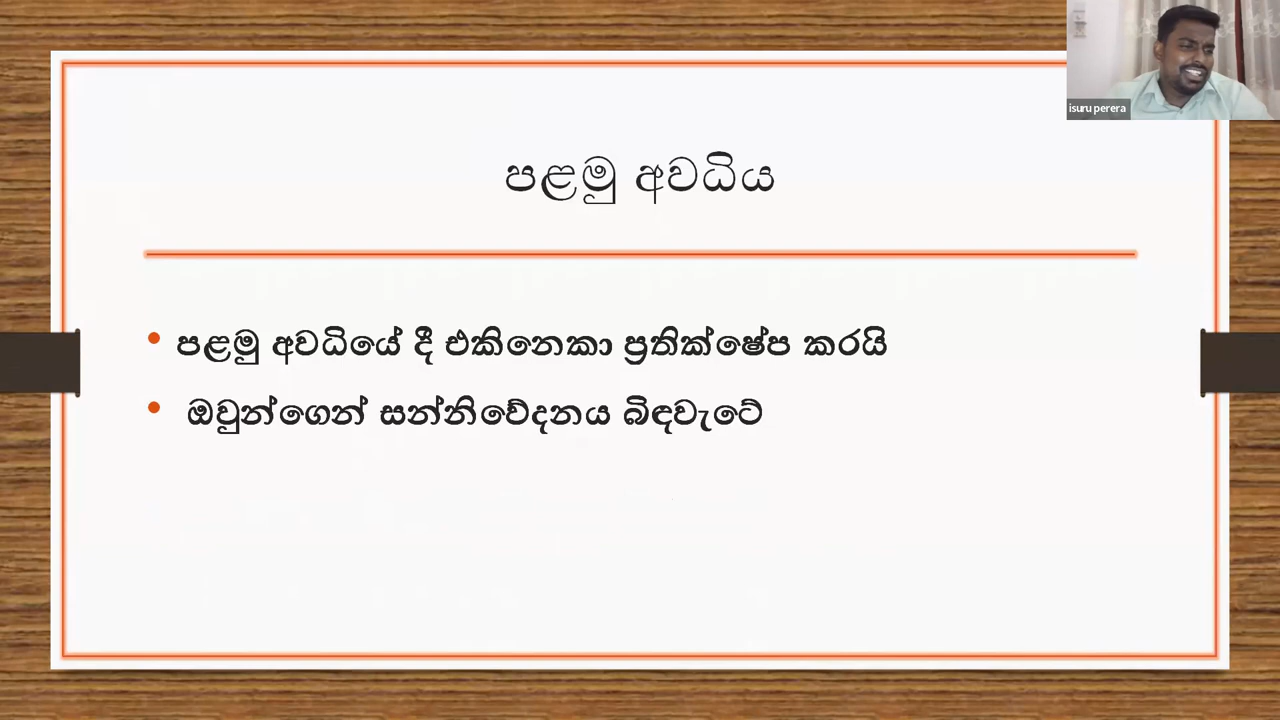 isuru perera
පළමු අවධිය
• පළමු අවධියේ දී එකිනෙකා ප්‍රතික්ෂේප කරයි
• ඔවුන්ගෙන් සන්නිවේදනය බිඳවැටේ